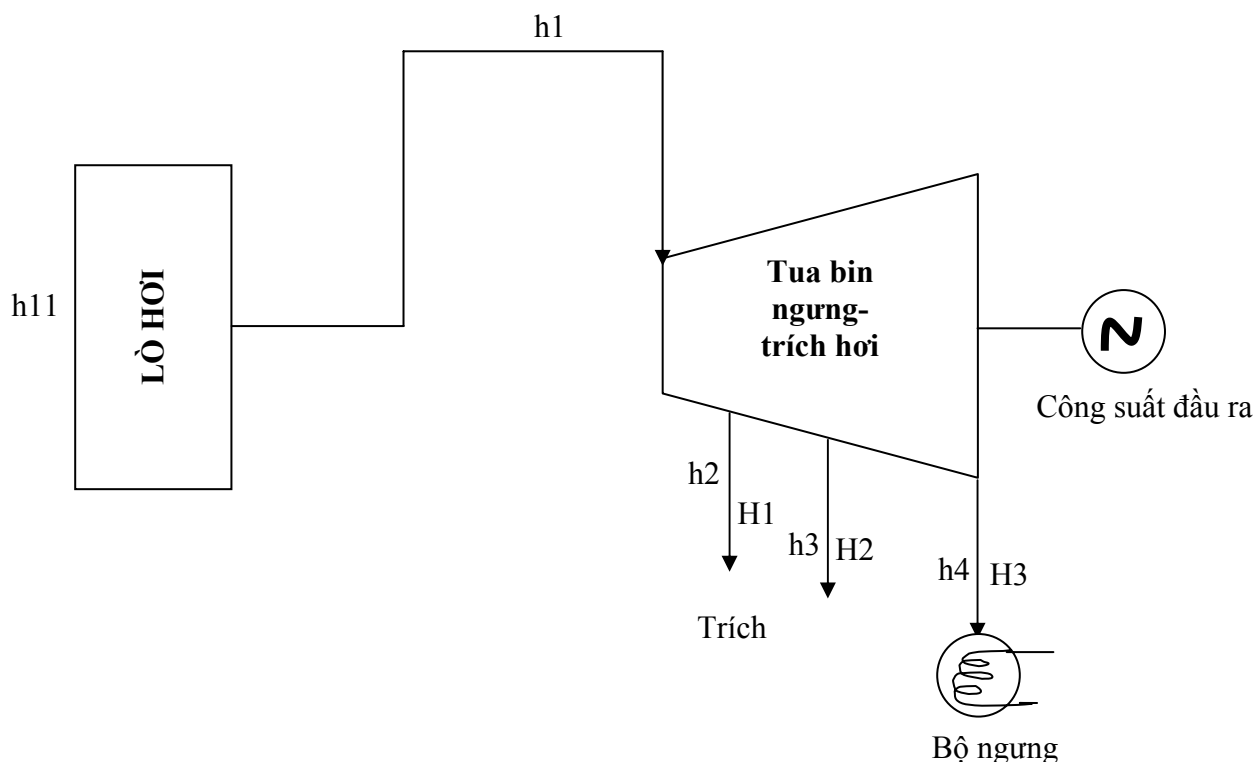 h1
h11
LÒ HƠI
Tua bin
ngưng-
trích hơi
Công suất đầu ra
h2
H1
h3
H2
h4
H3
Trích
Bộ ngưng